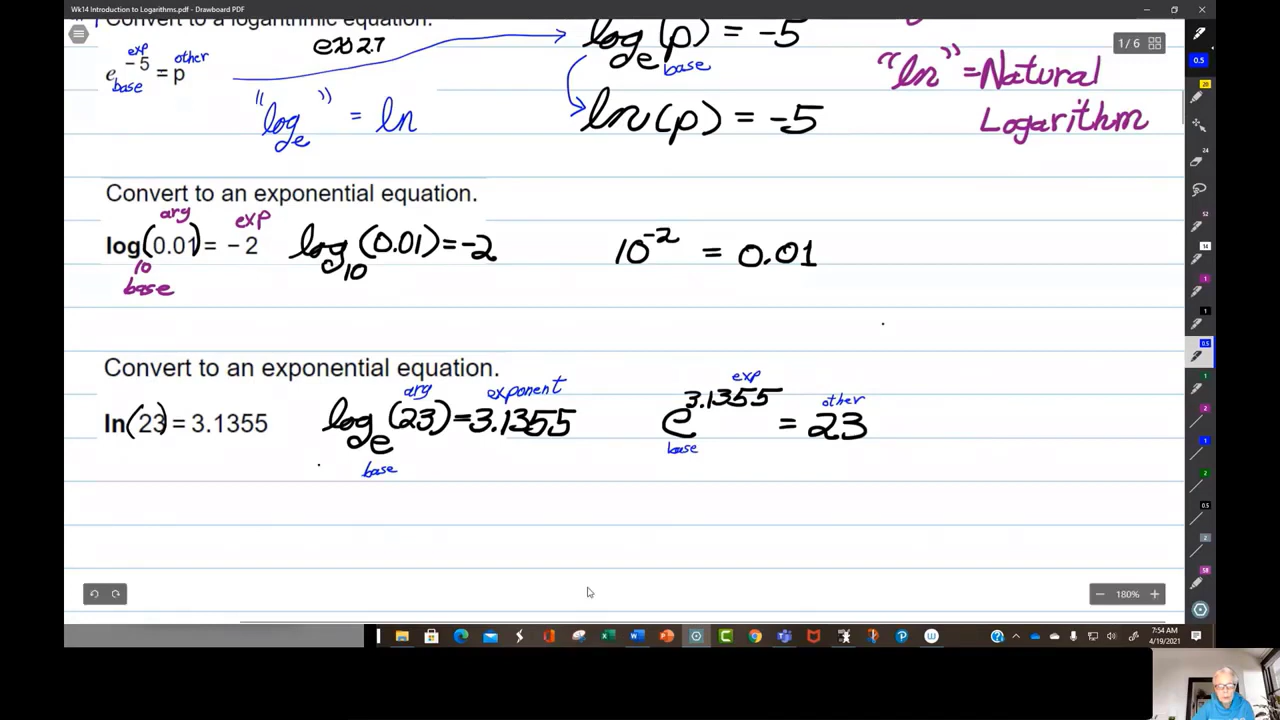 Wk14 Introduction to Logarithms.pdf - Drawboard PDF
Convert to a logarithmic equation.
e≈2.7
log_e(p) = -5
base
1/6
exp
e^-5 = p other
base
"log_e" = ln
ln(p) = -5
"ln" = Natural
Logarithm
Convert to an exponential equation.
arg exp
log(0.01) = -2
10
base
log_10(0.01) = -2
10^-2 = 0.01
Convert to an exponential equation.
ln(23) = 3.1355
arg exponent
log_e(23) = 3.1355
base
exp
e^3.1355 = 23
other
base
180%
7:54 AM
4/19/2021